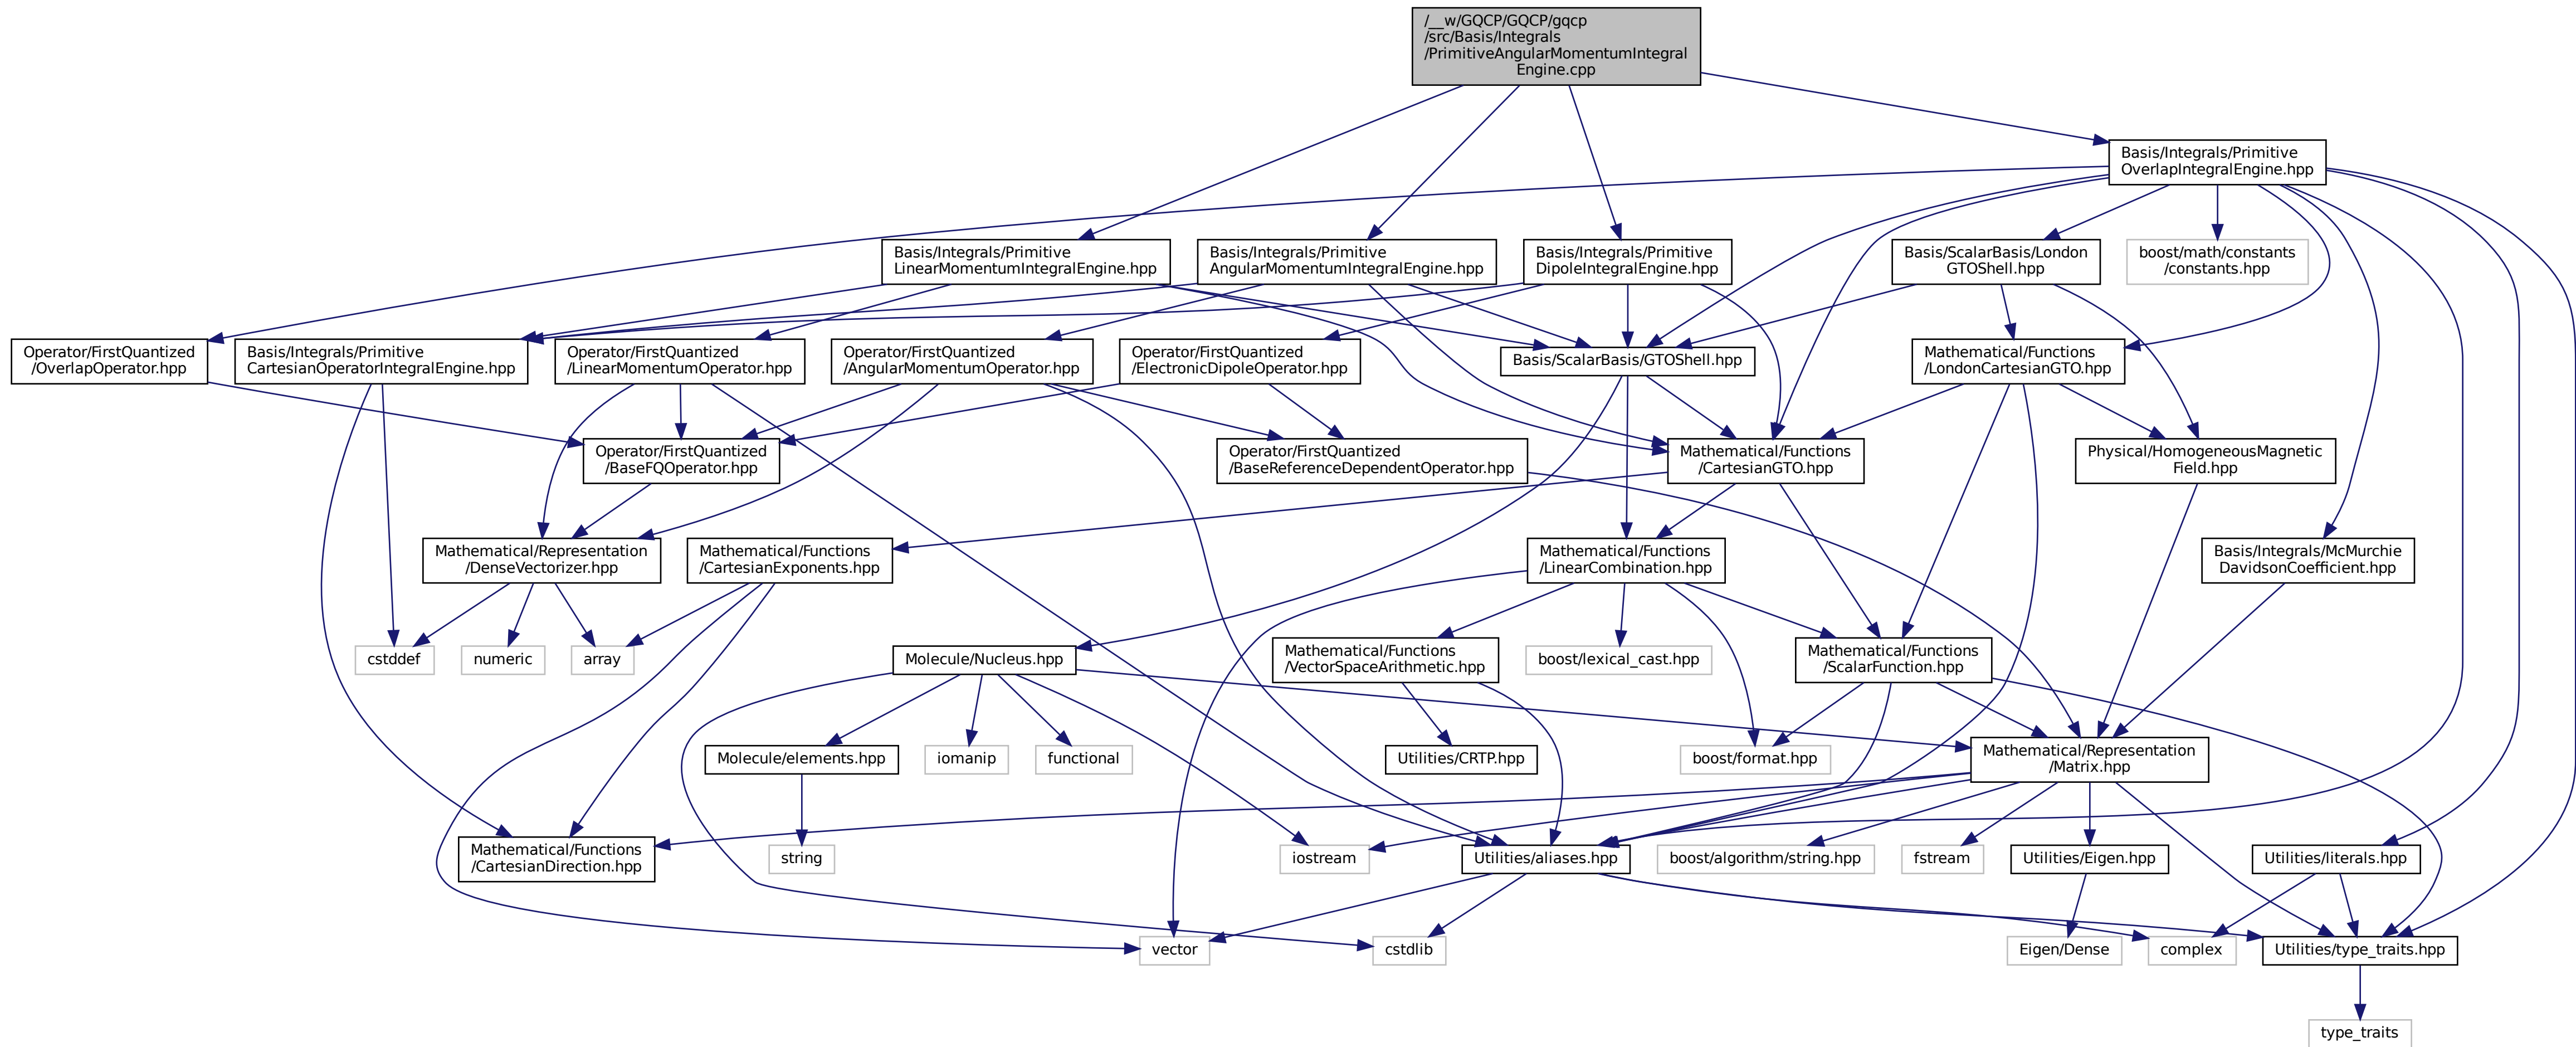 /__w/GQCP/GQCP/gqcp
/src/Basis/Integrals
/PrimitiveAngularMomentumIntegral
Engine.cpp
Basis/Integrals/Primitive
OverlapIntegralEngine.hpp
Basis/Integrals/Primitive
LinearMomentumIntegralEngine.hpp
Basis/Integrals/Primitive
AngularMomentumIntegralEngine.hpp
Basis/Integrals/Primitive
DipoleIntegralEngine.hpp
Basis/ScalarBasis/London
GTOShell.hpp
boost/math/constants
/constants.hpp
Operator/FirstQuantized
/OverlapOperator.hpp
Basis/Integrals/Primitive
CartesianOperatorIntegralEngine.hpp
Operator/FirstQuantized
/LinearMomentumOperator.hpp
Operator/FirstQuantized
/AngularMomentumOperator.hpp
Operator/FirstQuantized
/ElectronicDipoleOperator.hpp
Basis/ScalarBasis/GTOShell.hpp
Mathematical/Functions
/LondonCartesianGTO.hpp
Operator/FirstQuantized
/BaseFQOperator.hpp
Operator/FirstQuantized
/BaseReferenceDependentOperator.hpp
Mathematical/Functions
/CartesianGTO.hpp
Physical/HomogeneousMagnetic
Field.hpp
Mathematical/Representation
/DenseVectorizer.hpp
Mathematical/Functions
/CartesianExponents.hpp
Mathematical/Functions
/LinearCombination.hpp
Basis/Integrals/McMurchie
DavidsonCoefficient.hpp
cstddef
numeric
array
Molecule/Nucleus.hpp
Mathematical/Functions
/VectorSpaceArithmetic.hpp
boost/lexical_cast.hpp
Mathematical/Functions
/ScalarFunction.hpp
Molecule/elements.hpp
iomanip
functional
Utilities/CRTP.hpp
boost/format.hpp
Mathematical/Representation
/Matrix.hpp
Mathematical/Functions
/CartesianDirection.hpp
string
iostream
Utilities/aliases.hpp
boost/algorithm/string.hpp
fstream
Utilities/Eigen.hpp
Utilities/literals.hpp
vector
cstdlib
Eigen/Dense
complex
Utilities/type_traits.hpp
type_traits